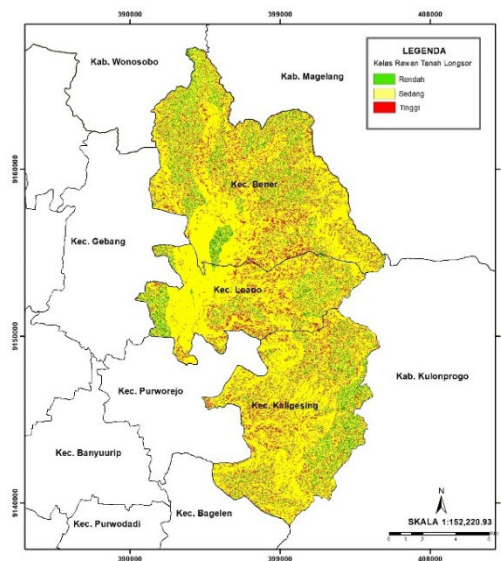 390000 399000 408000
Kab. Wonosobo
Kab. Magelang
LEGENDA
Kelas Rawan Tanah Longsor
Rendah
Sedang
Tinggi
9160000
Kec. Bener
Kec. Gebang
Kec. Loano
9150000
Kab. Kulonprogo
Kec. Purworejo
Kec. Kaligesing
Kec. Banyuurip
9140000
Kec. Bagelen
Kec. Purwodadi
N
SKALA 1:152,220.93
390000 399000 408000